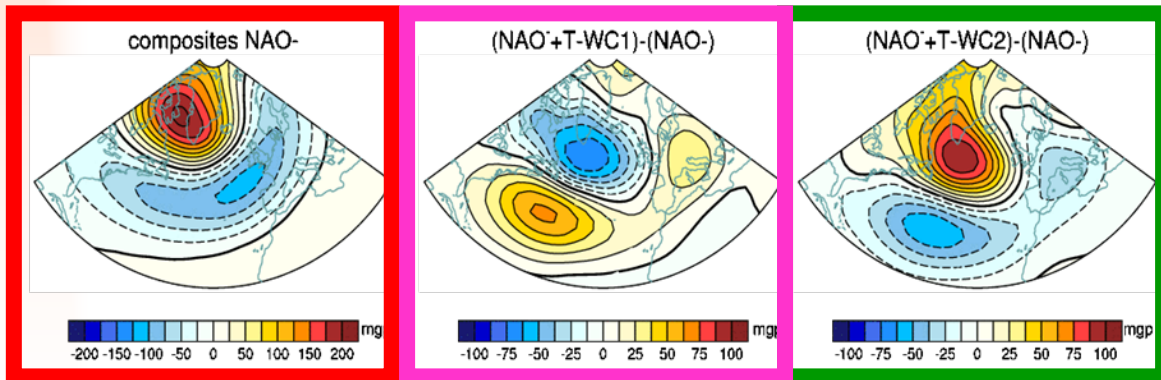 composites NAO-
(NAO⁻+T-WC1)-(NAO-)
(NAO⁻+T-WC2)-(NAO-)
mgp
-200 -150 -100 -50 0 50 100 150 200
mgp
-100 -75 -50 -25 0 25 50 75 100
mgp
-100 -75 -50 -25 0 25 50 75 100